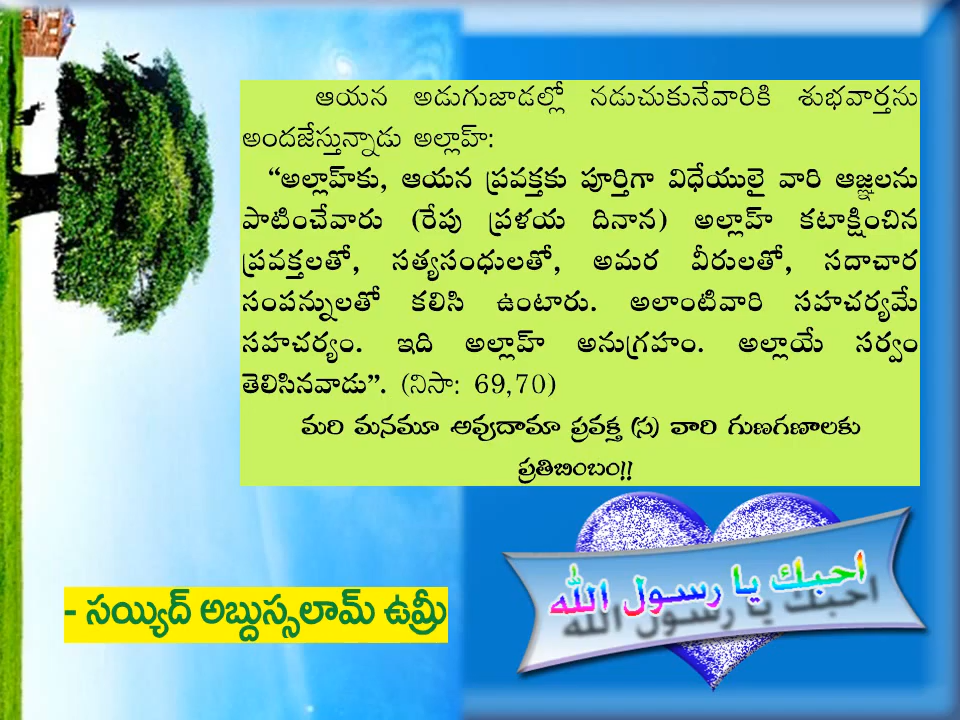 ఆయన అడుగుజాడల్లో నడుచుకునేవారికి శుభవార్తను
అందజేస్తున్నాడు అల్లాహ్:
“అల్లాహ్‌కు, ఆయన ప్రవక్తకు పూర్తిగా విధేయులై వారి ఆజ్ఞలను
పాటించేవారు (రేపు ప్రళయ దినాన) అల్లాహ్ కటాక్షించిన
ప్రవక్తలతో, సత్యసంధులతో, అమర వీరులతో, సదాచార
సంపన్నులతో కలిసి ఉంటారు. అలాంటివారి సహచర్యమే
సహచర్యం. ఇది అల్లాహ్ అనుగ్రహం. అల్లాయే సర్వం
తెలిసినవాడు”. (నిసా: 69,70)
మరి మనమూ అవుదామా ప్రవక్త (స) వారి గుణగణాలకు
ప్రతిబింబం!!
احبك يا رسول الله
- సయ్యిద్ అబ్దుస్సలామ్ ఉమ్రీ